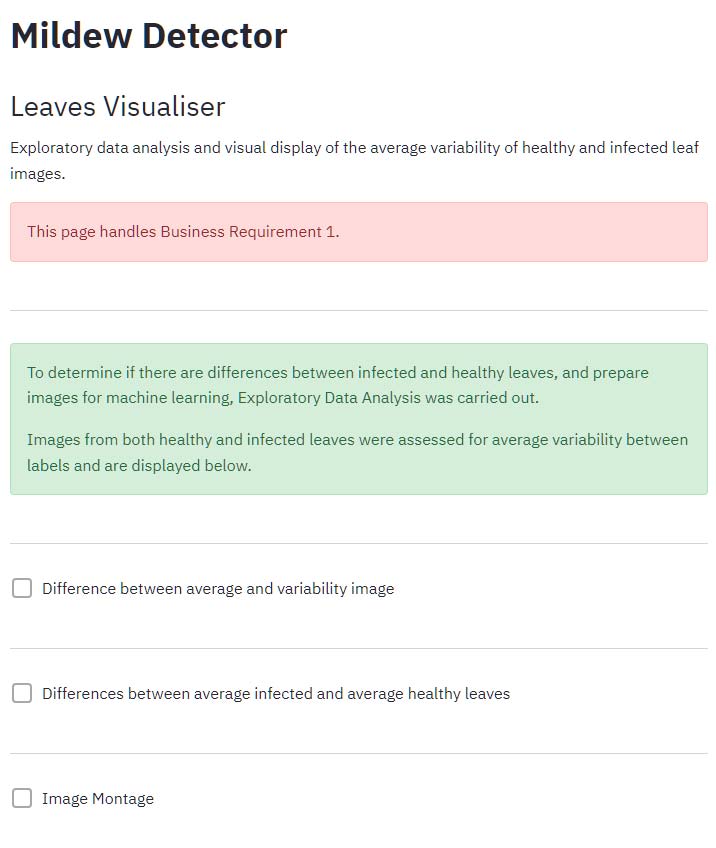 Mildew Detector
Leaves Visualiser
Exploratory data analysis and visual display of the average variability of healthy and infected leaf
images.
This page handles Business Requirement 1.
To determine if there are differences between infected and healthy leaves, and prepare
images for machine learning, Exploratory Data Analysis was carried out.
Images from both healthy and infected leaves were assessed for average variability between
labels and are displayed below.
Difference between average and variability image
Differences between average infected and average healthy leaves
Image Montage